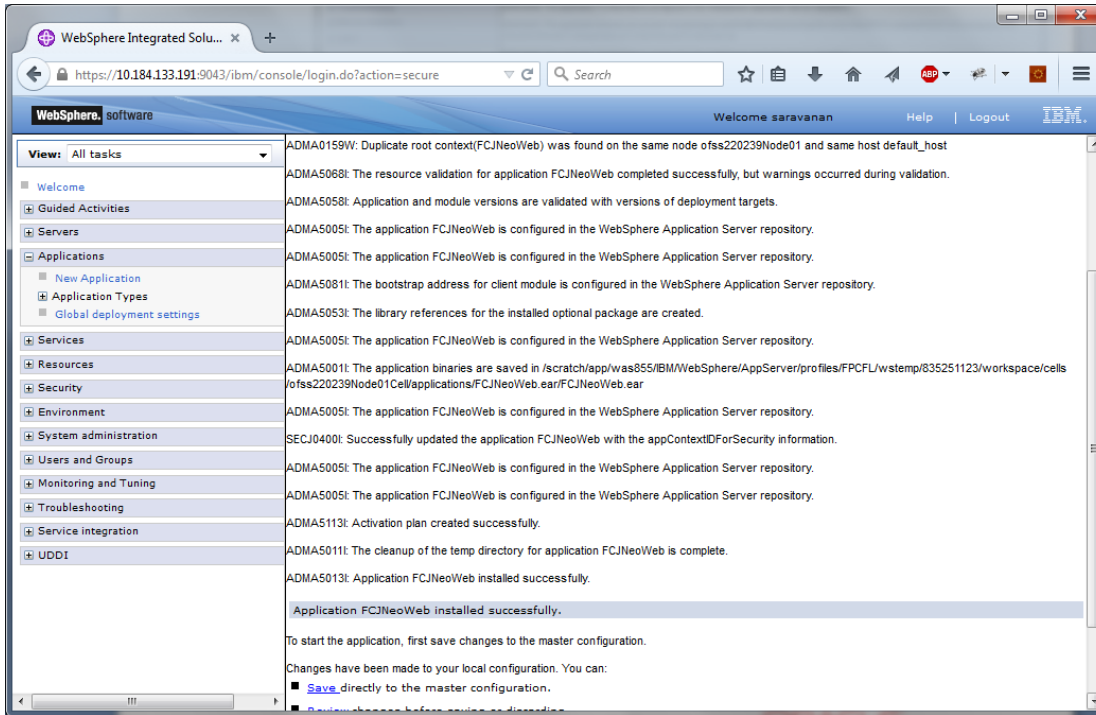 WebSphere Integrated Solu... × +
https://10.184.133.191:9043/ibm/console/login.do?action=secure
Search
ABP
WebSphere. software
Welcome saravanan
Help | Logout
IBM.
View: All tasks
Welcome
Guided Activities
Servers
Applications
New Application
Application Types
Global deployment settings
Services
Resources
Security
Environment
System administration
Users and Groups
Monitoring and Tuning
Troubleshooting
Service integration
UDDI
ADMA0159W: Duplicate root context(FCJNeoWeb) was found on the same node ofss220239Node01 and same host default_host
ADMA5068I: The resource validation for application FCJNeoWeb completed successfully, but warnings occurred during validation.
ADMA5058I: Application and module versions are validated with versions of deployment targets.
ADMA5005I: The application FCJNeoWeb is configured in the WebSphere Application Server repository.
ADMA5005I: The application FCJNeoWeb is configured in the WebSphere Application Server repository.
ADMA5081I: The bootstrap address for client module is configured in the WebSphere Application Server repository.
ADMA5053I: The library references for the installed optional package are created.
ADMA5005I: The application FCJNeoWeb is configured in the WebSphere Application Server repository.
ADMA5001I: The application binaries are saved in /scratch/app/was855/IBM/WebSphere/AppServer/profiles/FPCFL/wstemp/835251123/workspace/cells
/ofss220239Node01Cell/applications/FCJNeoWeb.ear/FCJNeoWeb.ear
ADMA5005I: The application FCJNeoWeb is configured in the WebSphere Application Server repository.
SECJ0400I: Successfully updated the application FCJNeoWeb with the appContextIDForSecurity information.
ADMA5005I: The application FCJNeoWeb is configured in the WebSphere Application Server repository.
ADMA5005I: The application FCJNeoWeb is configured in the WebSphere Application Server repository.
ADMA5113I: Activation plan created successfully.
ADMA5011I: The cleanup of the temp directory for application FCJNeoWeb is complete.
ADMA5013I: Application FCJNeoWeb installed successfully.
Application FCJNeoWeb installed successfully.
To start the application, first save changes to the master configuration.
Changes have been made to your local configuration. You can:
Save directly to the master configuration.
Review changes before saving or discarding.